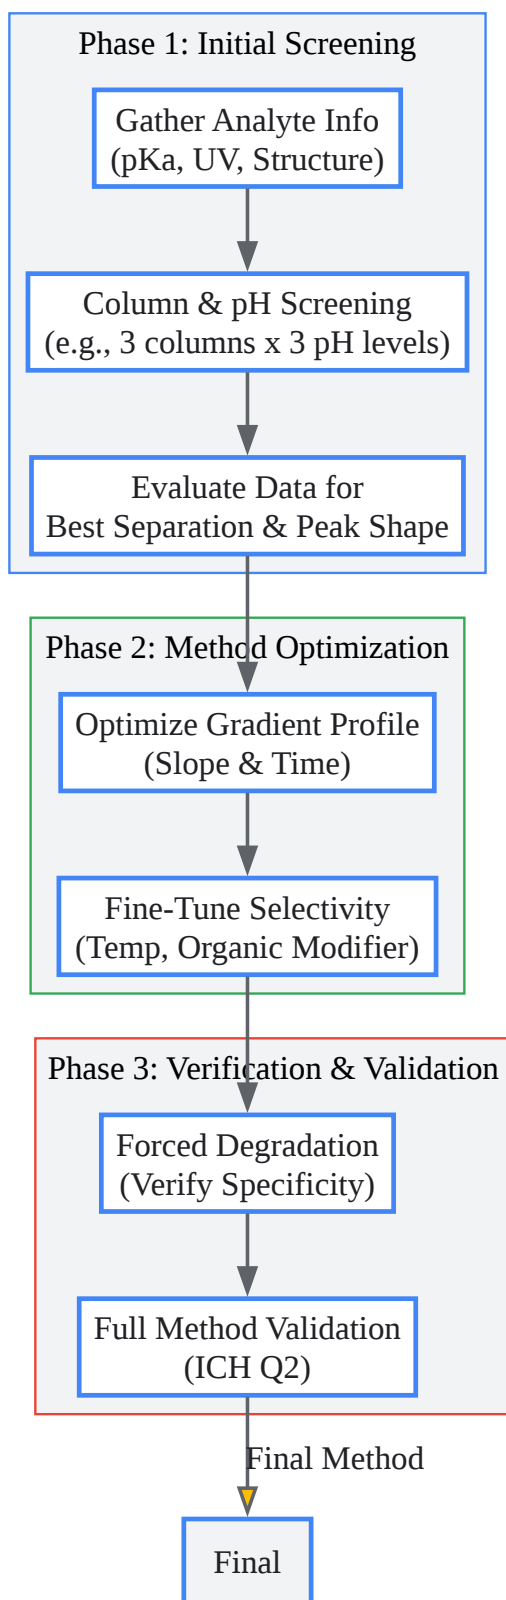 Phase 1: Initial Screening
Gather Analyte Info
(pKa, UV, Structure)
Column & pH Screening
(e.g., 3 columns x 3 pH levels)
Evaluate Data for
Best Separation & Peak Shape
Phase 2: Method Optimization
Optimize Gradient Profile
(Slope & Time)
Fine-Tune Selectivity
(Temp, Organic Modifier)
Phase 3: Verification & Validation
Forced Degradation
(Verify Specificity)
Full Method Validation
(ICH Q2)
Final Method
Final